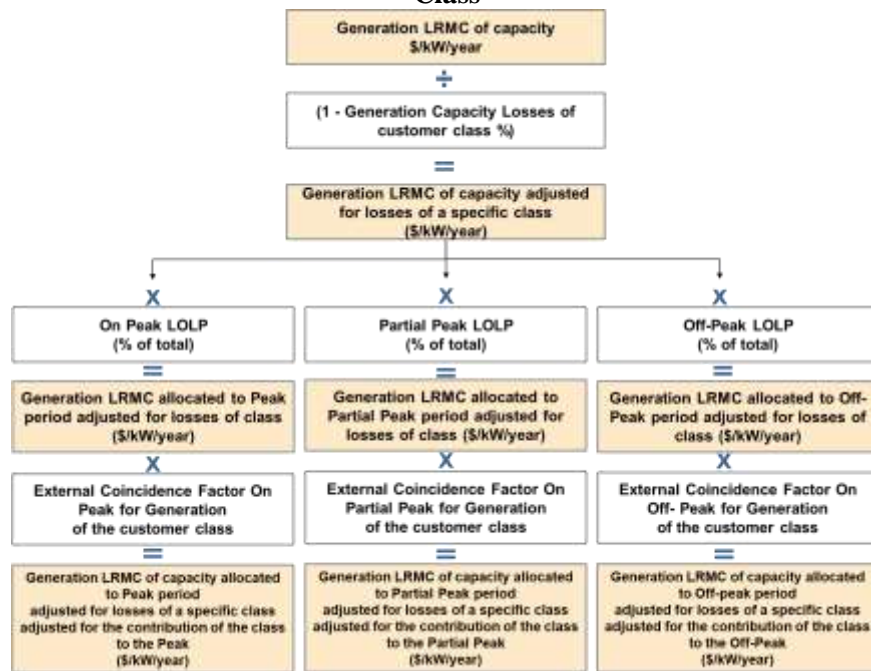 Class
Generation LRMC of capacity
$/kW/year
÷
(1 - Generation Capacity Losses of
customer class %)
=
Generation LRMC of capacity adjusted
for losses of a specific class
($/kW/year)
X
On Peak LOLP
(% of total)
=
Generation LRMC allocated to Peak
period adjusted for losses of class
($/kW/year)
X
External Coincidence Factor On
Peak for Generation
of the customer class
=
Generation LRMC of capacity allocated
to Peak period
adjusted for losses of a specific class
adjusted for the contribution of the class
to the Peak
($/kW/year)
X
Partial Peak LOLP
(% of total)
=
Generation LRMC allocated to
Partial Peak period adjusted for
losses of class ($/kW/year)
X
External Coincidence Factor On
Partial Peak for Generation
of the customer class
=
Generation LRMC of capacity allocated
to Partial Peak period
adjusted for losses of a specific class
adjusted for the contribution of the class
to the Partial Peak
($/kW/year)
X
Off-Peak LOLP
(% of total)
=
Generation LRMC allocated to Off-
Peak period adjusted for losses of
class ($/kW/year)
X
External Coincidence Factor On
Off- Peak for Generation
of the customer class
=
Generation LRMC of capacity allocated
to Off-peak period
adjusted for losses of a specific class
adjusted for the contribution of the class
to the Off-Peak
($/kW/year)